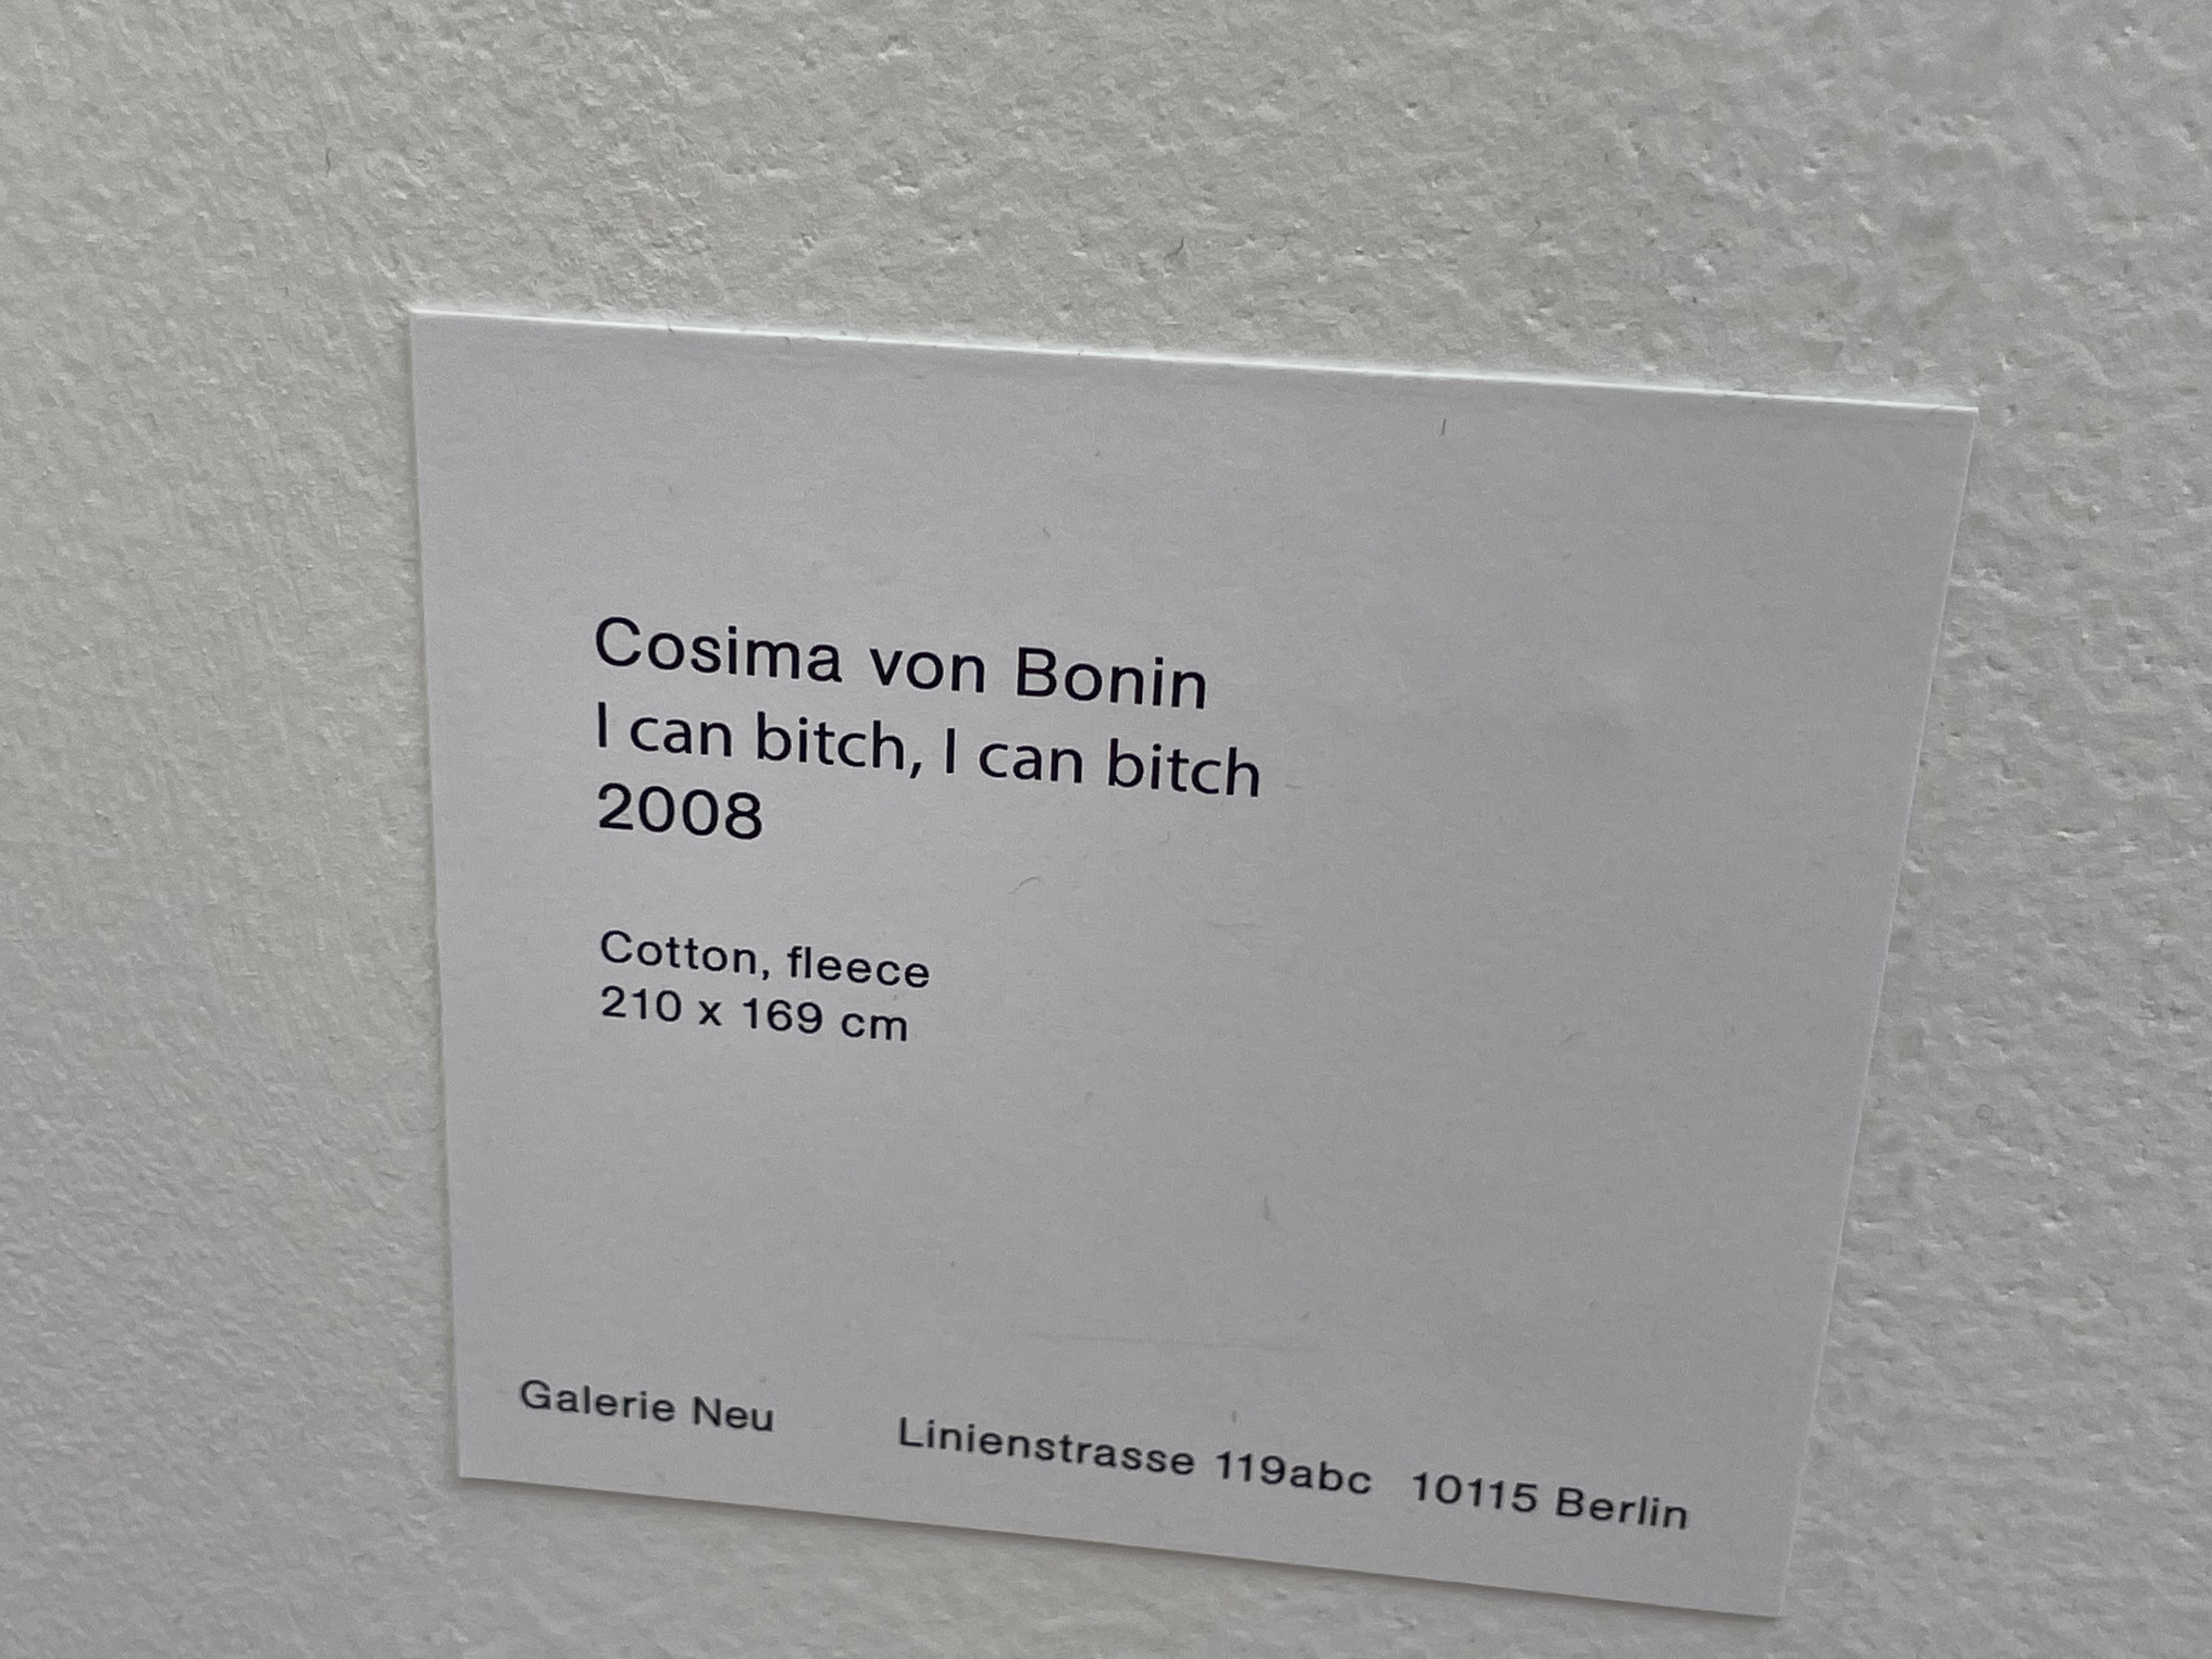 Cosima von Bonin
I can bitch, I can bitch
2008
Cotton, fleece
210 x 169 cm
Galerie Neu Linienstrasse 119abc 10115 Berlin